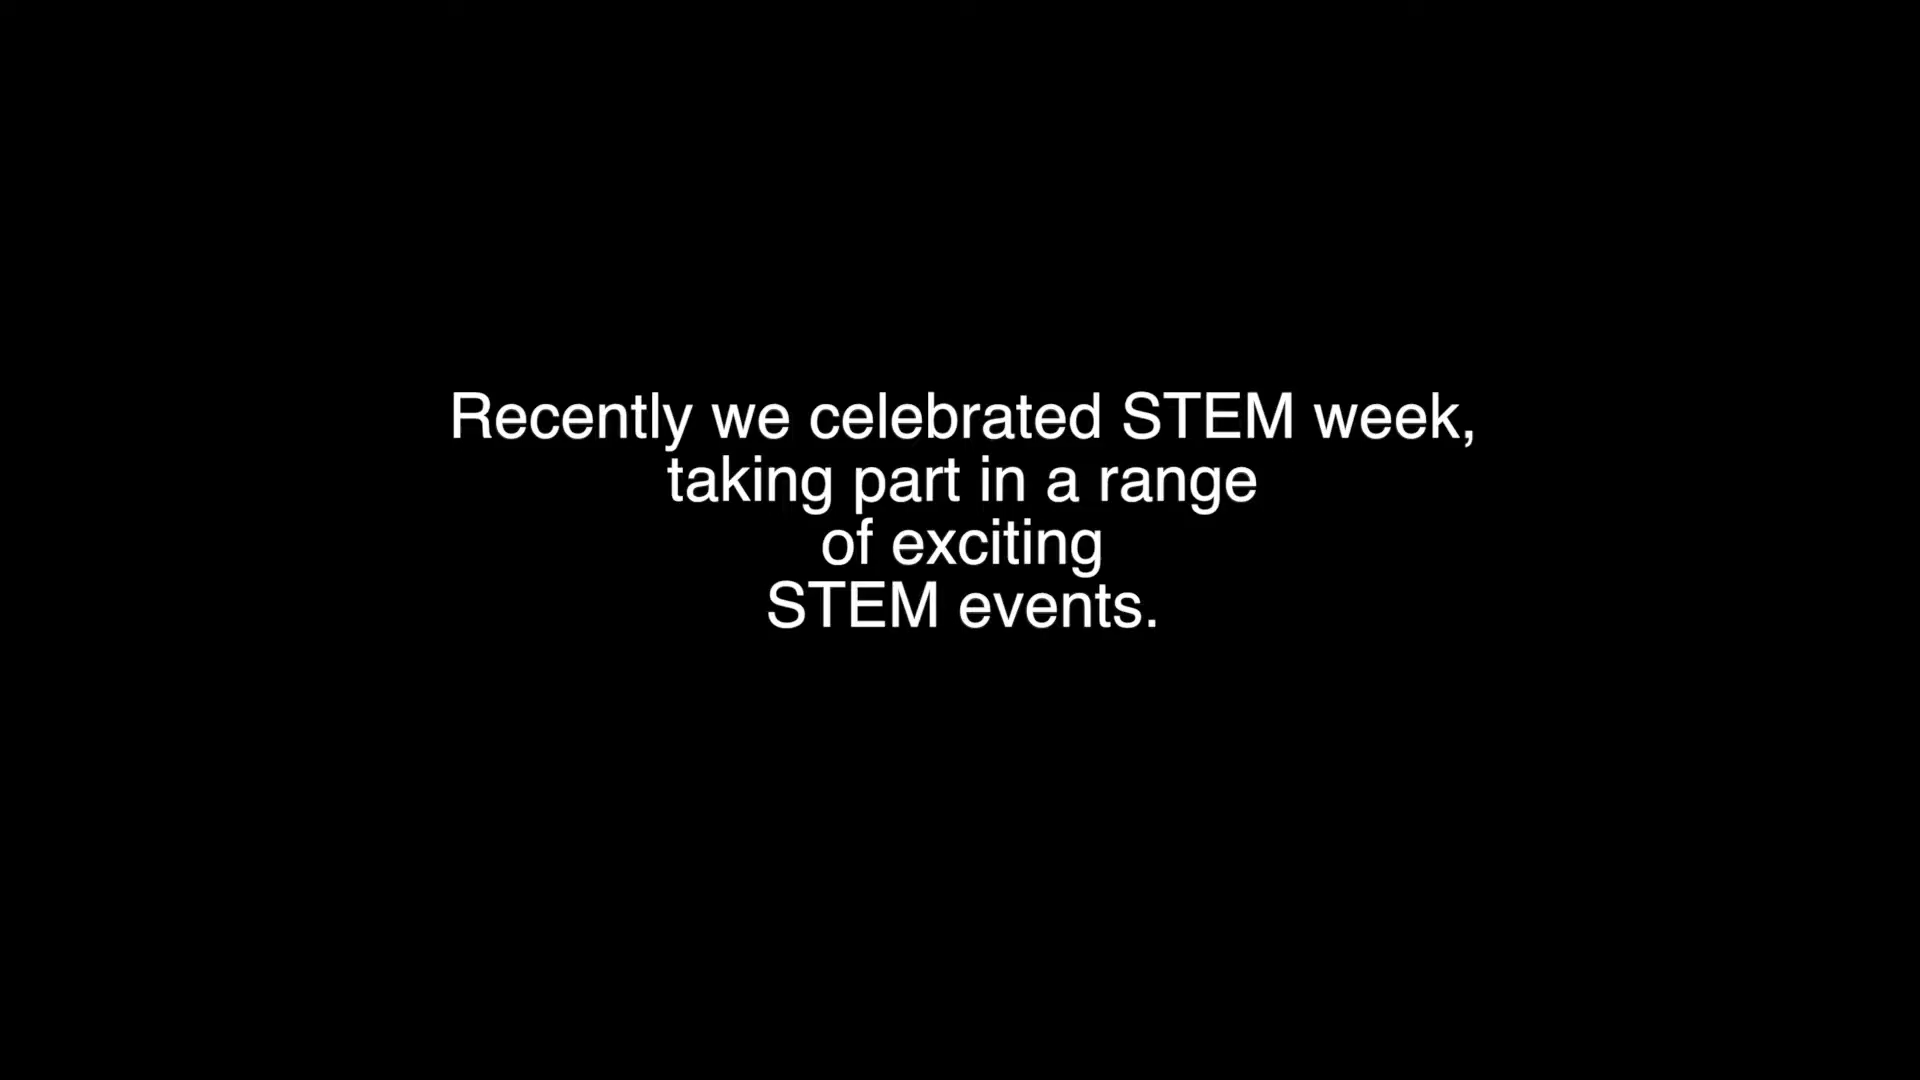 Recently we celebrated STEM week,
taking part in a range
of exciting
STEM events.